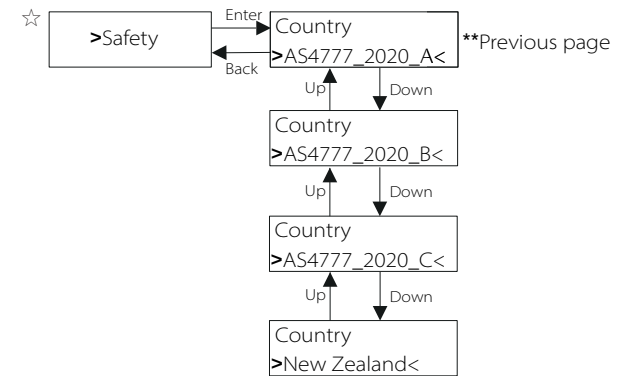 ☆
>Safety
Enter
Back
Country
>AS4777_2020_A<
**Previous page
Up
Down
Country
>AS4777_2020_B<
Up
Down
Country
>AS4777_2020_C<
Up
Down
Country
>New Zealand<